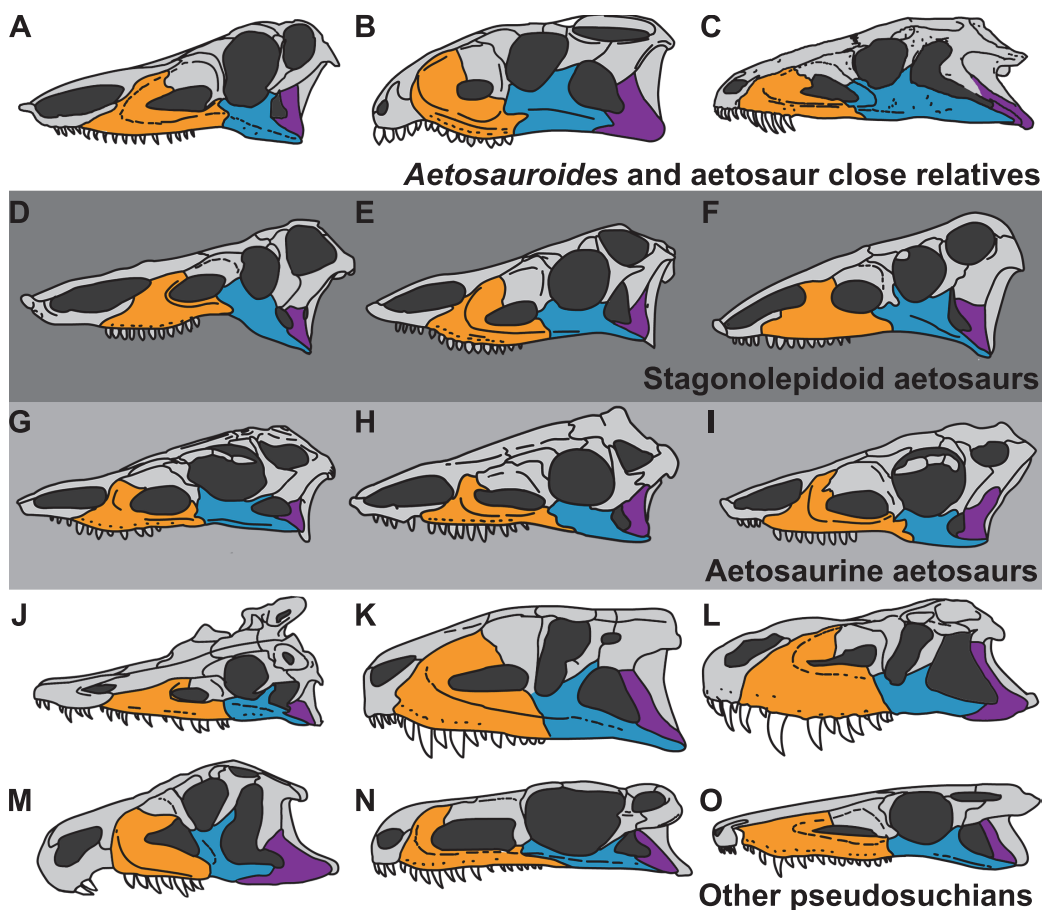 A B C
Aetosauroides and aetosaur close relatives
D E F
Stagonolepidoid aetosaurs
G H I
Aetosaurine aetosaurs
J K L
M N O
Other pseudosuchians